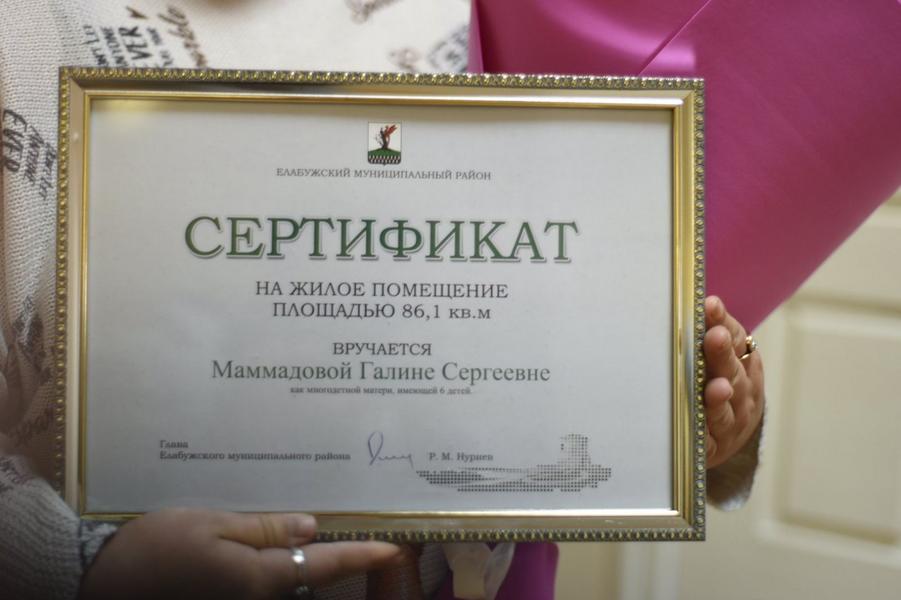 ЕЛАБУЖСКИЙ МУНИЦИПАЛЬНЫЙ РАЙОН
СЕРТИФИКАТ
НА ЖИЛОЕ ПОМЕЩЕНИЕ
ПЛОЩАДЬЮ 86,1 КВ.М
ВРУЧАЕТСЯ
Маммадовой Галине Сергеевне
как многодетной матери, имеющей 6 детей.
Глава
Елабужского муниципального района
Р. М. Нуриев